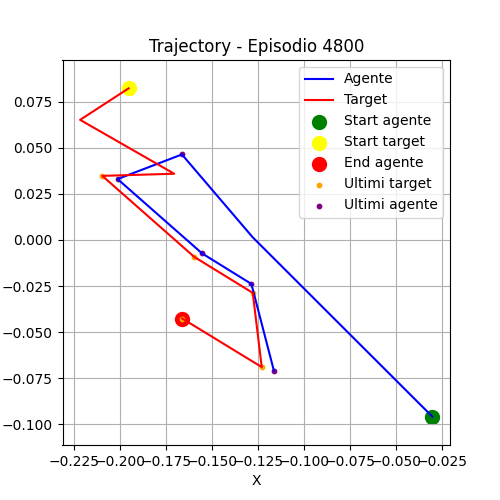 Trajectory - Episodio 4800
Agente
Target
Start agente
Start target
End agente
Ultimi target
Ultimi agente
0.075
0.050
0.025
0.000
−0.025
−0.050
−0.075
−0.100
−0.225 −0.200 −0.175 −0.150 −0.125 −0.100 −0.075 −0.050 −0.025
X